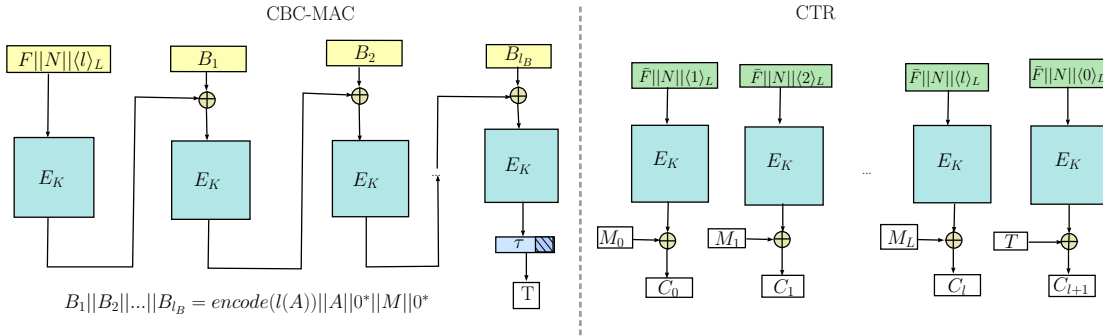 CBC-MAC
F||N||⟨l⟩_L
B_1
B_2
B_{l_B}
E_K
E_K
E_K
...
E_K
τ
T
B_1||B_2||...||B_{l_B} = encode(l(A))||A||0*||M||0*
CTR
F̄||N||⟨1⟩_L
F̄||N||⟨2⟩_L
F̄||N||⟨l⟩_L
F̄||N||⟨0⟩_L
E_K
E_K
...
E_K
E_K
M_0
M_1
M_L
T
C_0
C_1
C_l
C_{l+1}